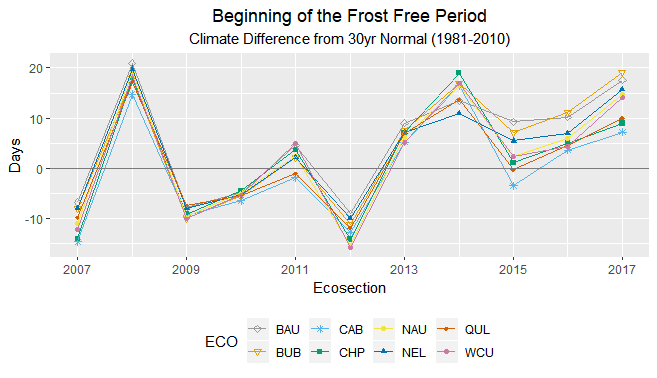 Beginning of the Frost Free Period
Climate Difference from 30yr Normal (1981-2010)
20
10
0
-10
Days
2007 2009 2011 2013 2015 2017
Ecosection
ECO
BAU CAB NAU QUL
BUB CHP NEL WCU